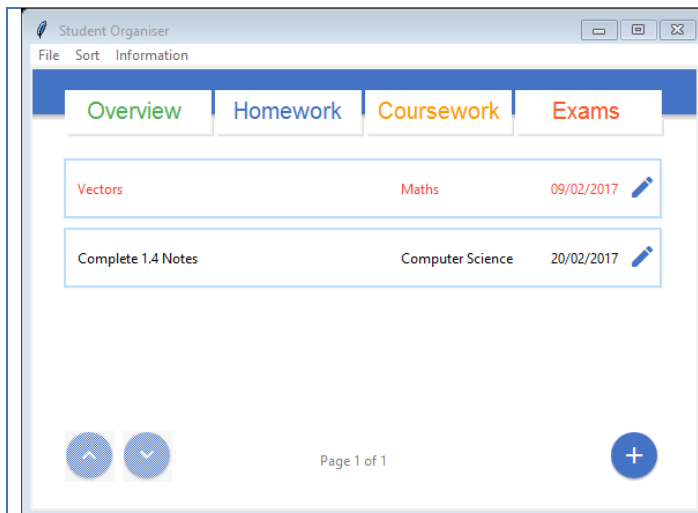 Student Organiser
File Sort Information
Overview Homework Coursework Exams
Vectors Maths 09/02/2017
Complete 1.4 Notes Computer Science 20/02/2017
Page 1 of 1